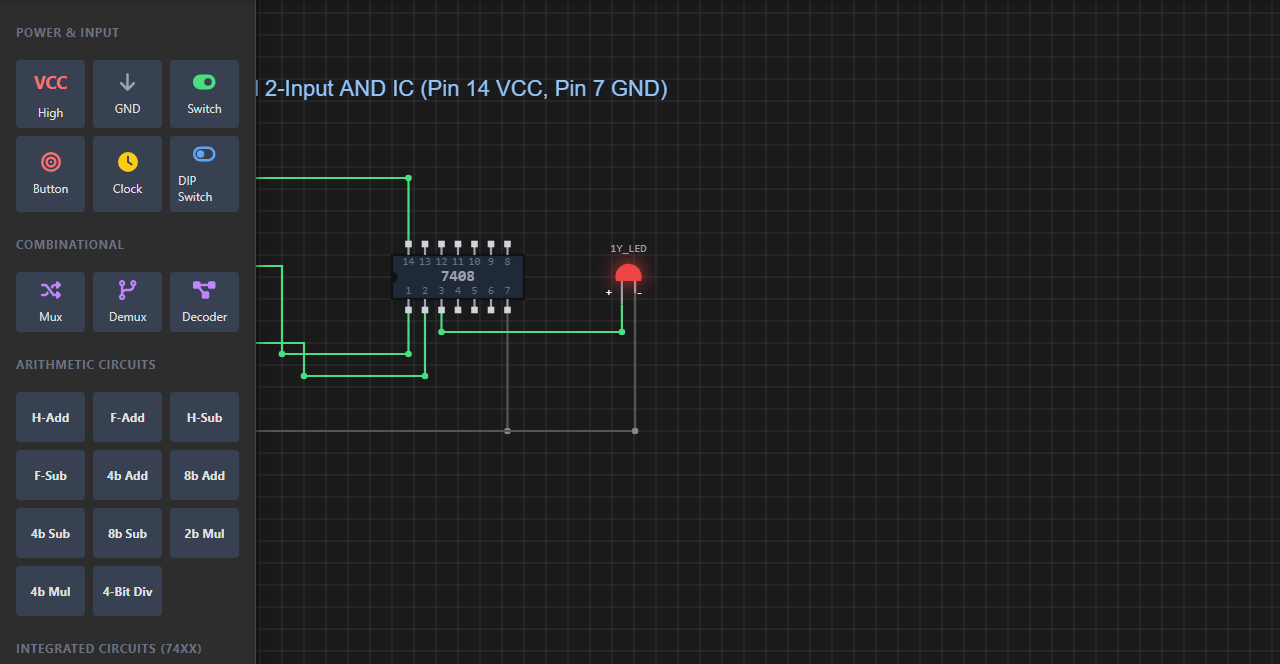 POWER & INPUT
VCC
High
GND
Switch
Button
Clock
DIP
Switch
COMBINATIONAL
Mux
Demux
Decoder
ARITHMETIC CIRCUITS
H-Add
F-Add
H-Sub
F-Sub
4b Add
8b Add
4b Sub
8b Sub
2b Mul
4b Mul
4-Bit Div
INTEGRATED CIRCUITS (74XX)
2-Input AND IC (Pin 14 VCC, Pin 7 GND)
14 13 12 11 10 9 8
7408
1 2 3 4 5 6 7
1Y_LED
+ -